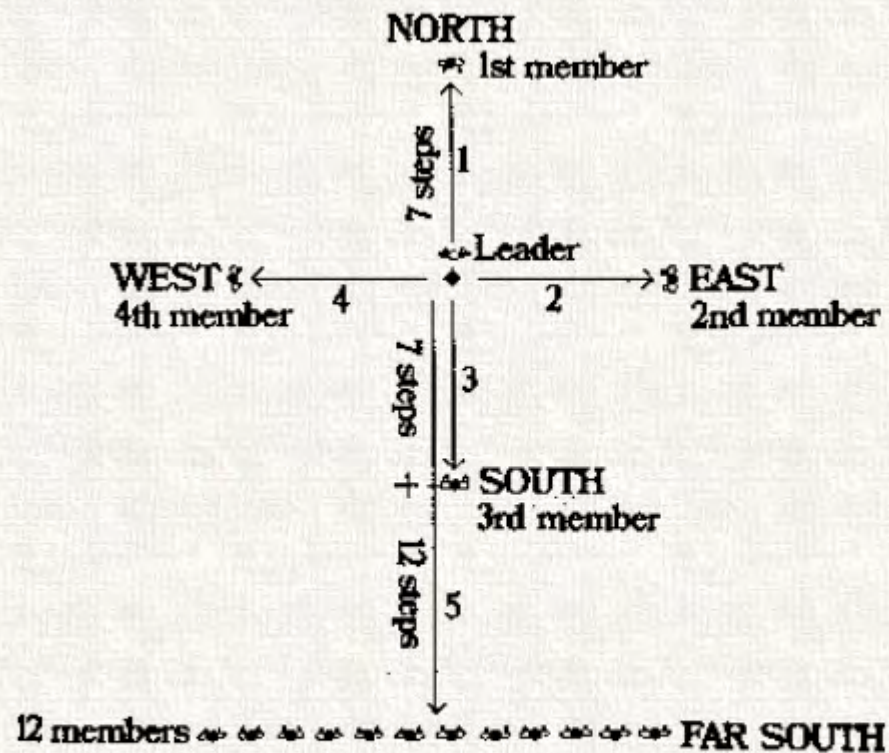 NORTH
1st member
7 steps
1
Leader
WEST
4th member
4
2
EAST
2nd member
7 steps
3
SOUTH
3rd member
12 steps
5
12 members
FAR SOUTH